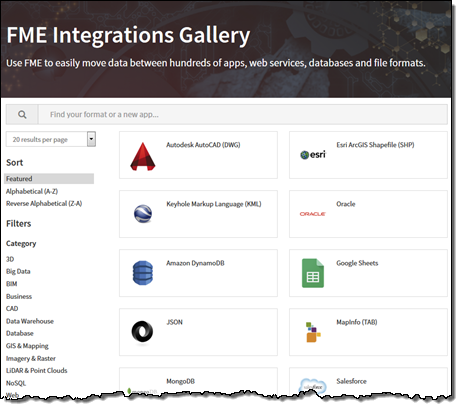 FME Integrations Gallery
Use FME to easily move data between hundreds of apps, web services, databases and file formats.
Find your format or a new app...
20 results per page
Sort
Featured
Alphabetical (A-Z)
Reverse Alphabetical (Z-A)
Filters
Category
3D
Big Data
BIM
Business
CAD
Data Warehouse
Database
GIS & Mapping
Imagery & Raster
LiDAR & Point Clouds
NoSQL
Web
Autodesk AutoCAD (DWG)
Esri ArcGIS Shapefile (SHP)
esri
Keyhole Markup Language (KML)
Oracle
ORACLE
Amazon DynamoDB
Google Sheets
JSON
MapInfo (TAB)
MongoDB
Salesforce